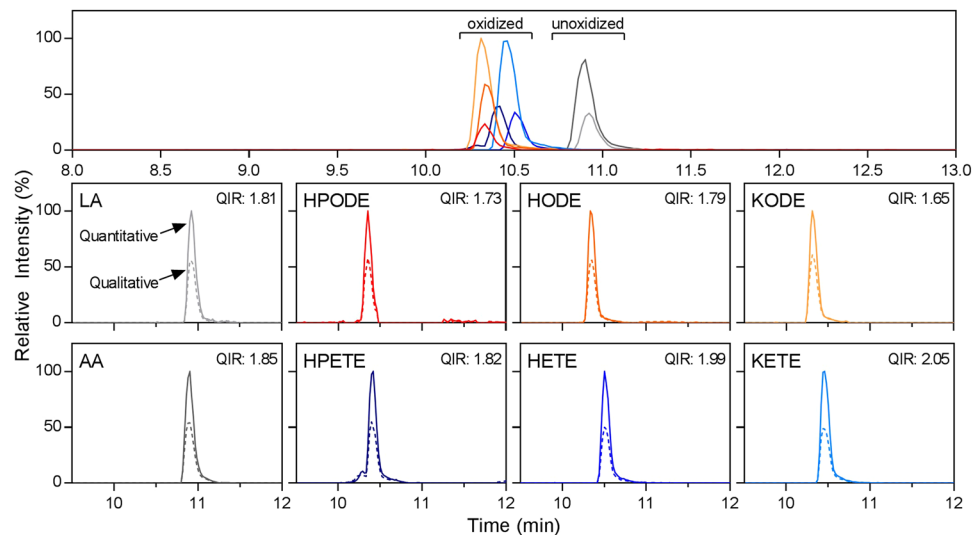 oxidized unoxidized
100
50
0
8.0 8.5 9.0 9.5 10.0 10.5 11.0 11.5 12.0 12.5 13.0
Relative Intensity (%)
LA QIR: 1.81 HPODE QIR: 1.73 HODE QIR: 1.79 KODE QIR: 1.65
100
Quantitative
50
Qualitative
0
AA QIR: 1.85 HPETE QIR: 1.82 HETE QIR: 1.99 KETE QIR: 2.05
100
50
0
10 11 12 10 11 12 10 11 12 10 11 12
Time (min)